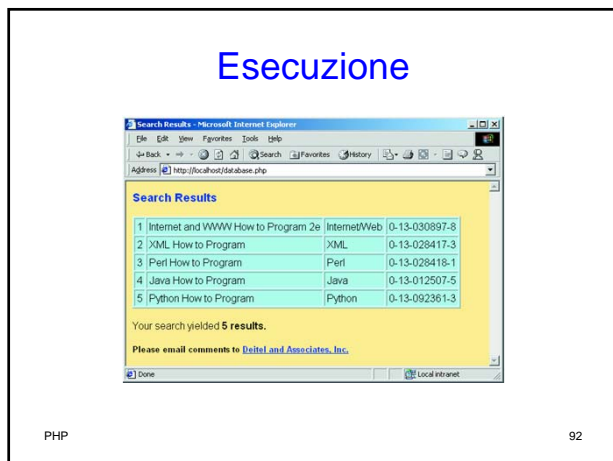 Esecuzione
Search Results - Microsoft Internet Explorer
File Edit View Favorites Tools Help
Back Search Favorites History
Address http://localhost/database.php
Search Results
1 Internet and WWW How to Program 2e Internet/Web 0-13-030897-8
2 XML How to Program XML 0-13-028417-3
3 Perl How to Program Perl 0-13-028418-1
4 Java How to Program Java 0-13-012507-5
5 Python How to Program Python 0-13-092361-3
Your search yielded 5 results.
Please email comments to Deitel and Associates, Inc.
Done Local intranet
PHP 92